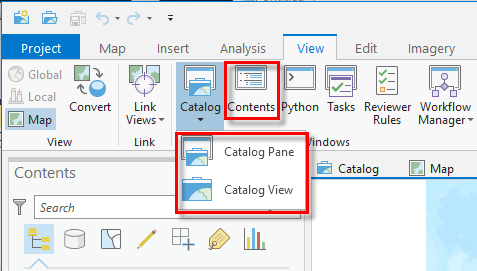 Project Map Insert Analysis View Edit Imagery
Global
Local
Map
Convert
Link
Views
Catalog
Contents
Python
Tasks
Reviewer
Rules
Workflow
Manager
View
Link
Windows
Catalog Pane
Catalog View
Contents
Search
Catalog
Map